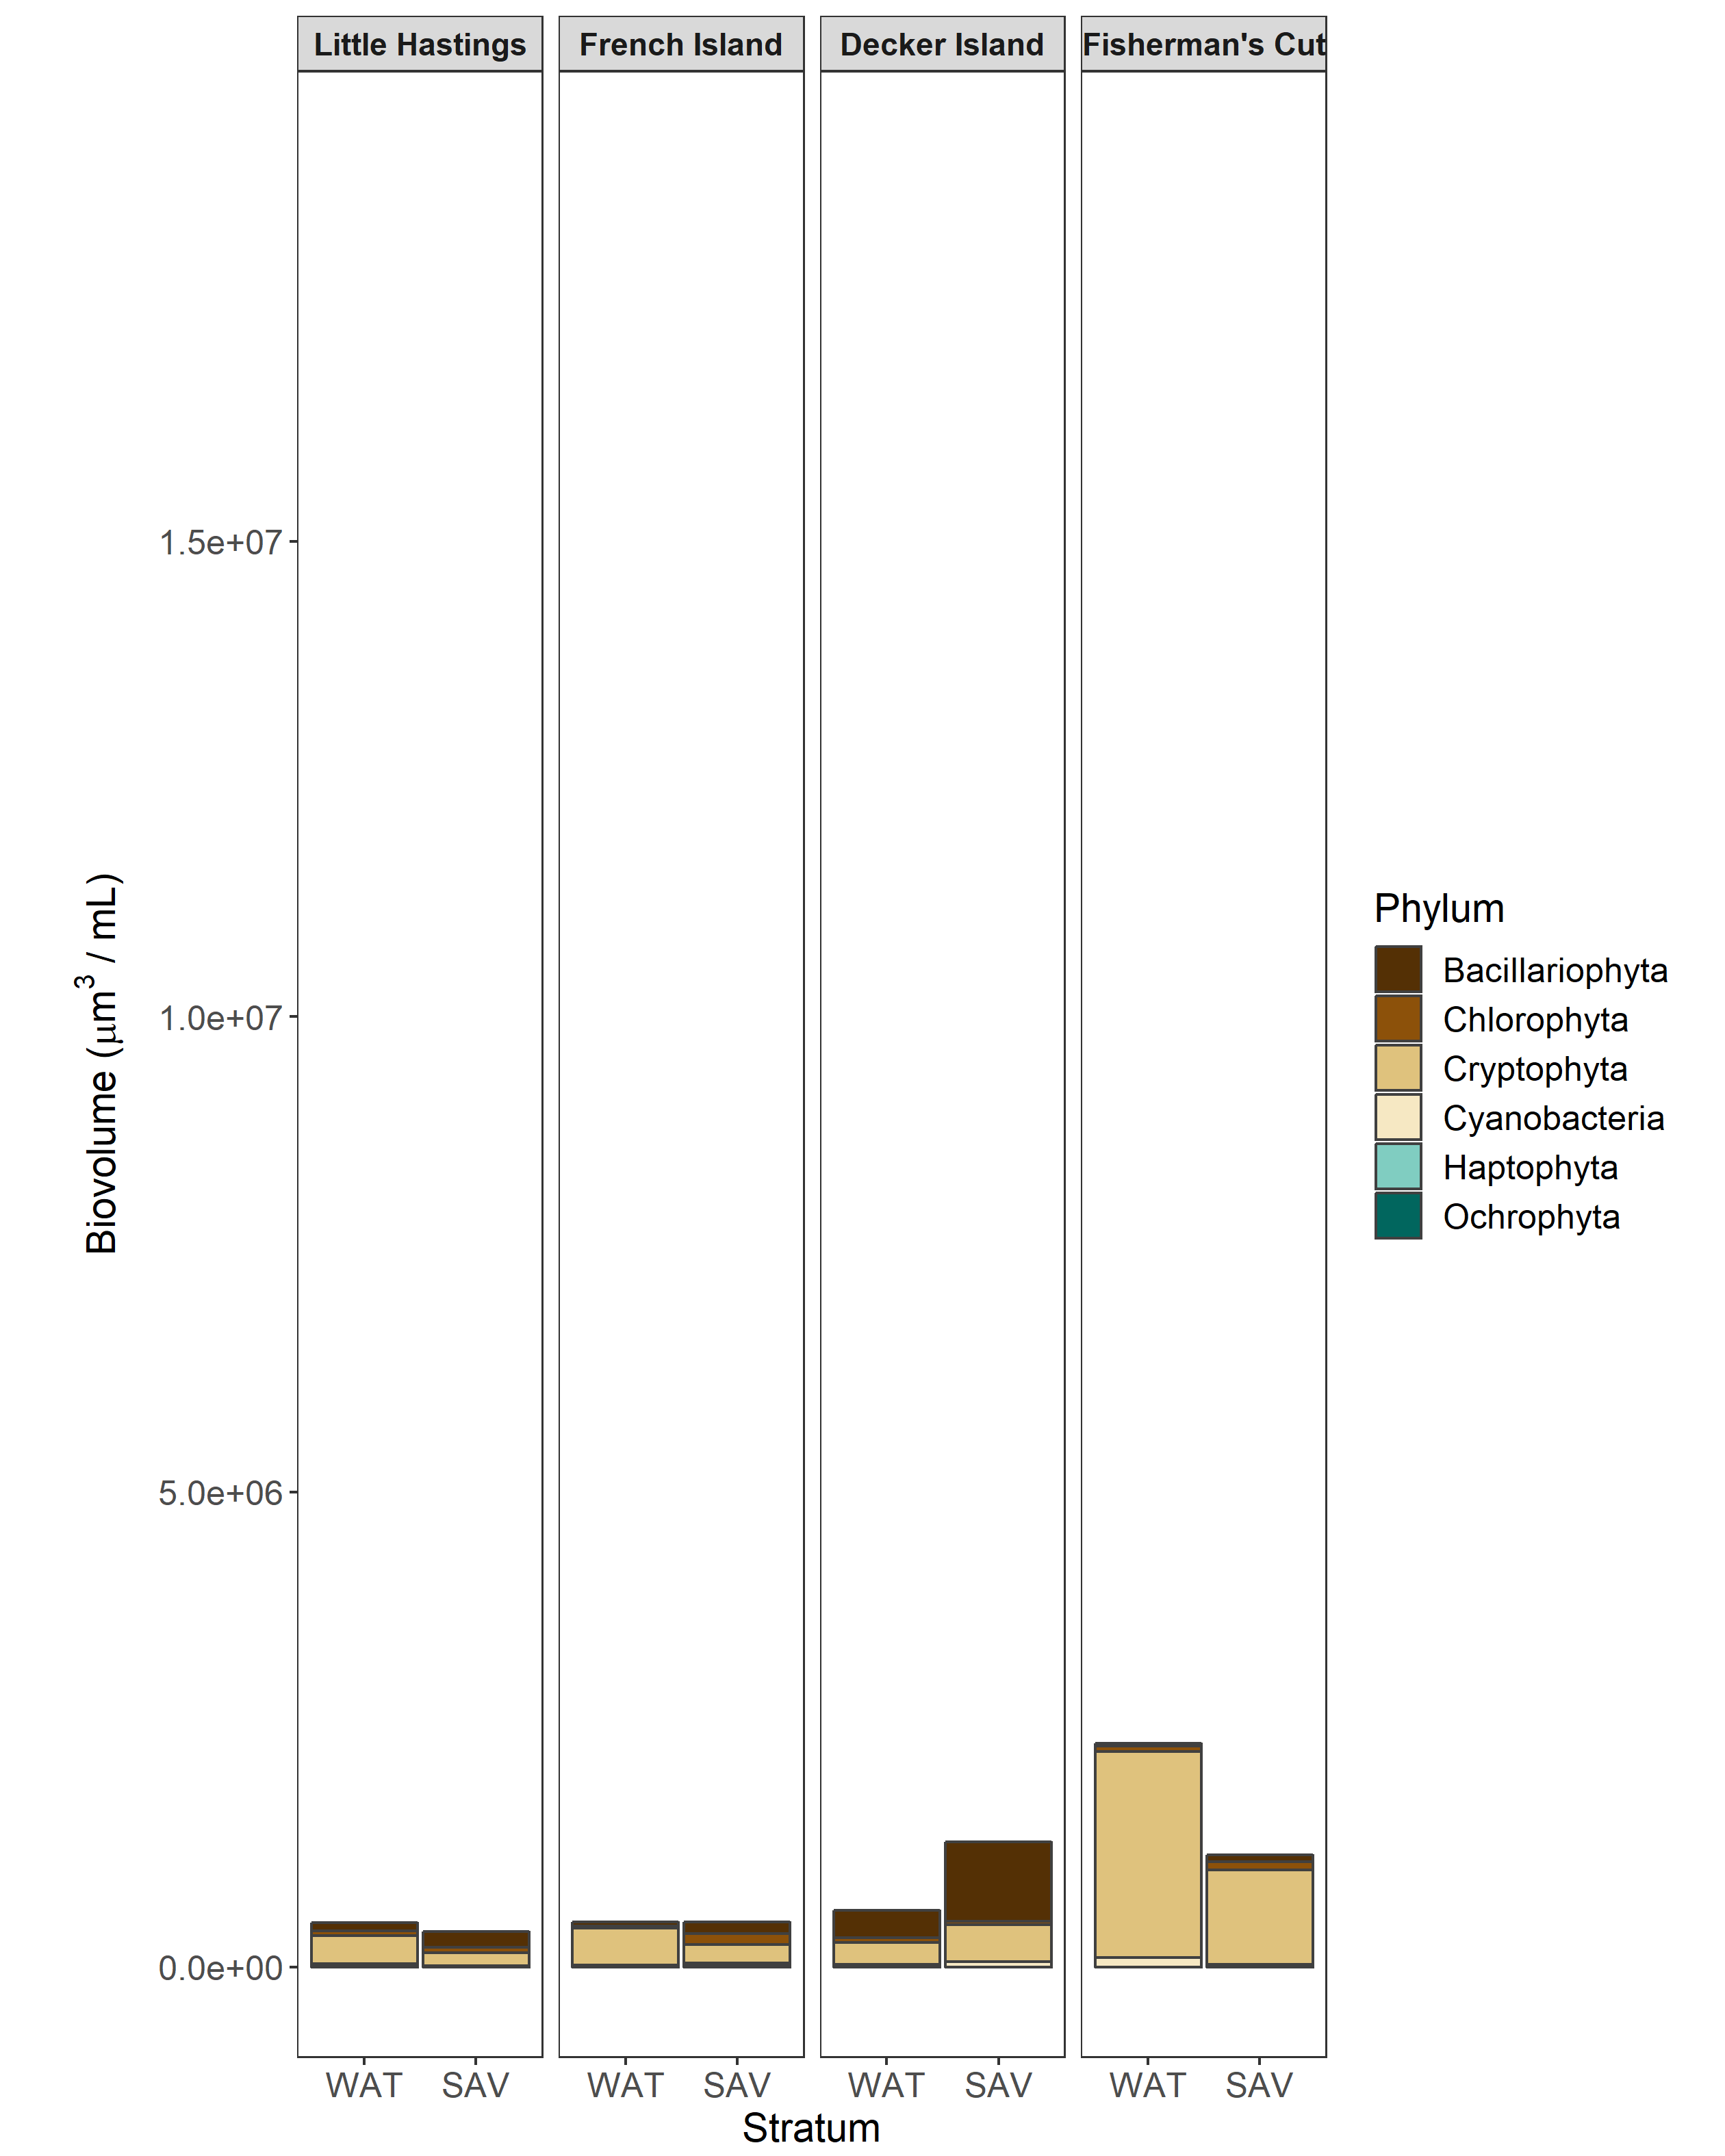 Little Hastings
French Island
Decker Island
Fisherman's Cut
1.5e+07
1.0e+07
5.0e+06
0.0e+00
Biovolume (μm³ / mL)
WAT SAV
WAT SAV
WAT SAV
WAT SAV
Stratum
Phylum
Bacillariophyta
Chlorophyta
Cryptophyta
Cyanobacteria
Haptophyta
Ochrophyta